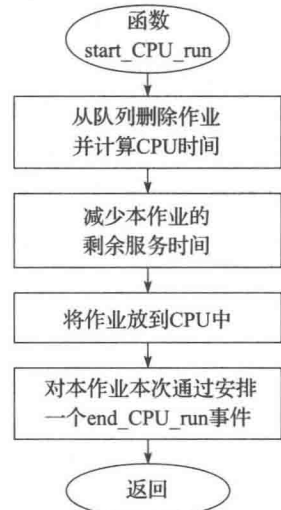 函数
start_CPU_run
从队列删除作业
并计算CPU时间
减少本作业的
剩余服务时间
将作业放到CPU中
对本作业本次通过安排
一个end_CPU_run事件
返回